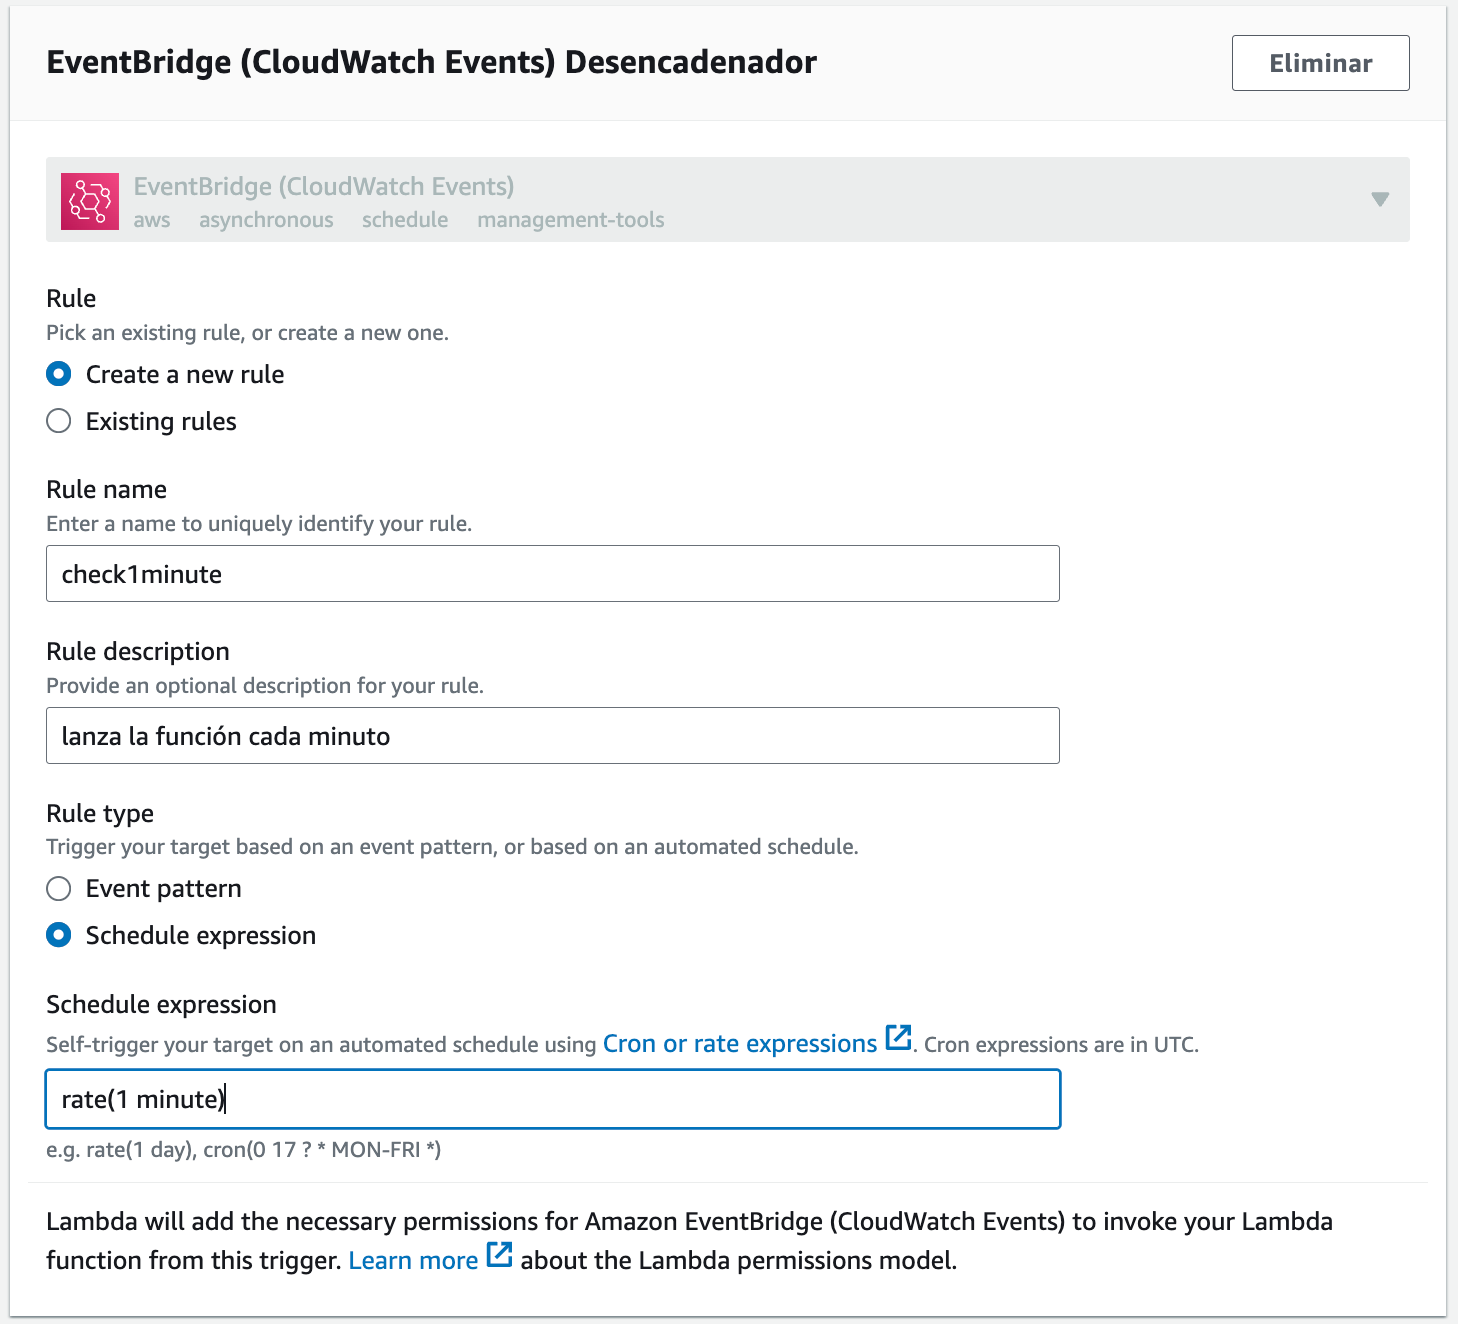 EventBridge (CloudWatch Events) Desencadenador
Eliminar
EventBridge (CloudWatch Events)
aws asynchronous schedule management-tools
Rule
Pick an existing rule, or create a new one.
Create a new rule
Existing rules
Rule name
Enter a name to uniquely identify your rule.
check1minute
Rule description
Provide an optional description for your rule.
lanza la función cada minuto
Rule type
Trigger your target based on an event pattern, or based on an automated schedule.
Event pattern
Schedule expression
Schedule expression
Self-trigger your target on an automated schedule using Cron or rate expressions. Cron expressions are in UTC.
rate(1 minute)
e.g. rate(1 day), cron(0 17 ? * MON-FRI *)
Lambda will add the necessary permissions for Amazon EventBridge (CloudWatch Events) to invoke your Lambda
function from this trigger. Learn more about the Lambda permissions model.